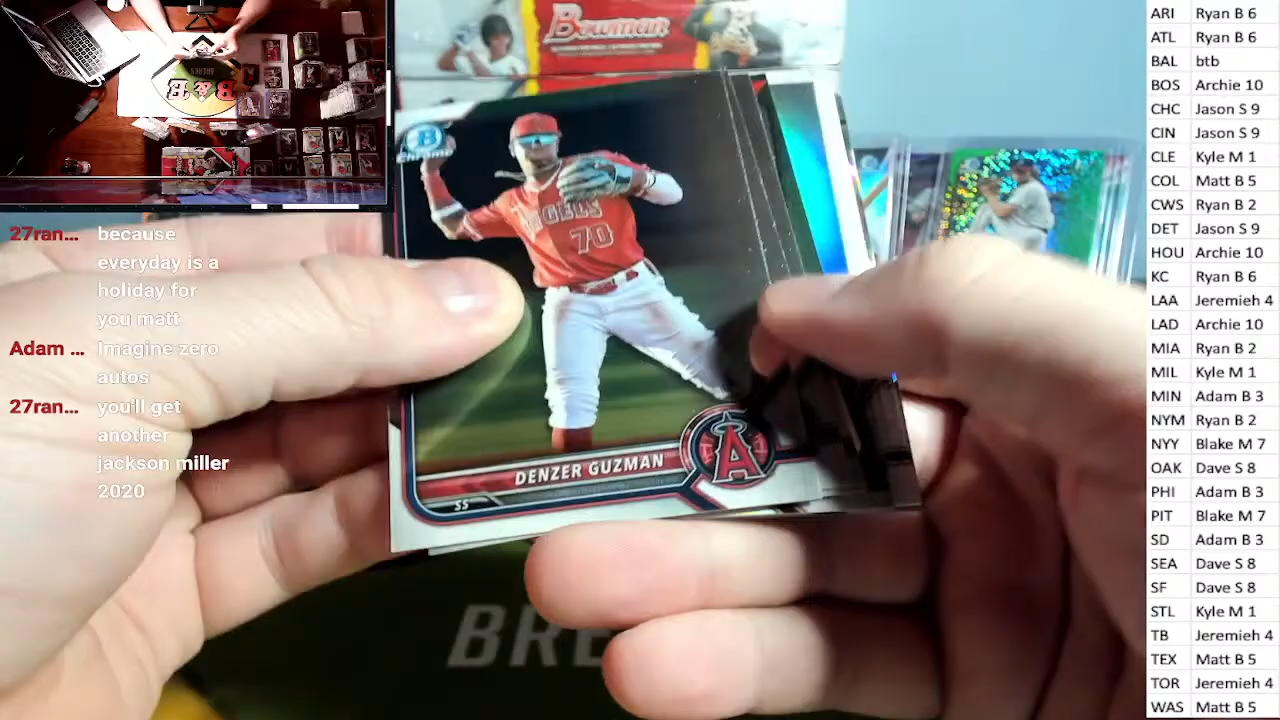 Bowman
B
Chrome
ANGELS
70
DENZER GUZMAN
SS
A
BRE
B&E
27ran... because
everyday is a
holiday for
you matt
Adam ... Imagine zero
autos
27ran... you'll get
another
jackson miller
2020
ARI Ryan B 6
ATL Ryan B 6
BAL btb
BOS Archie 10
CHC Jason S 9
CIN Jason S 9
CLE Kyle M 1
COL Matt B 5
CWS Ryan B 2
DET Jason S 9
HOU Archie 10
KC Ryan B 6
LAA Jeremieh 4
LAD Archie 10
MIA Ryan B 2
MIL Kyle M 1
MIN Adam B 3
NYM Ryan B 2
NYY Blake M 7
OAK Dave S 8
PHI Adam B 3
PIT Blake M 7
SD Adam B 3
SEA Dave S 8
SF Dave S 8
STL Kyle M 1
TB Jeremieh 4
TEX Matt B 5
TOR Jeremieh 4
WAS Matt B 5